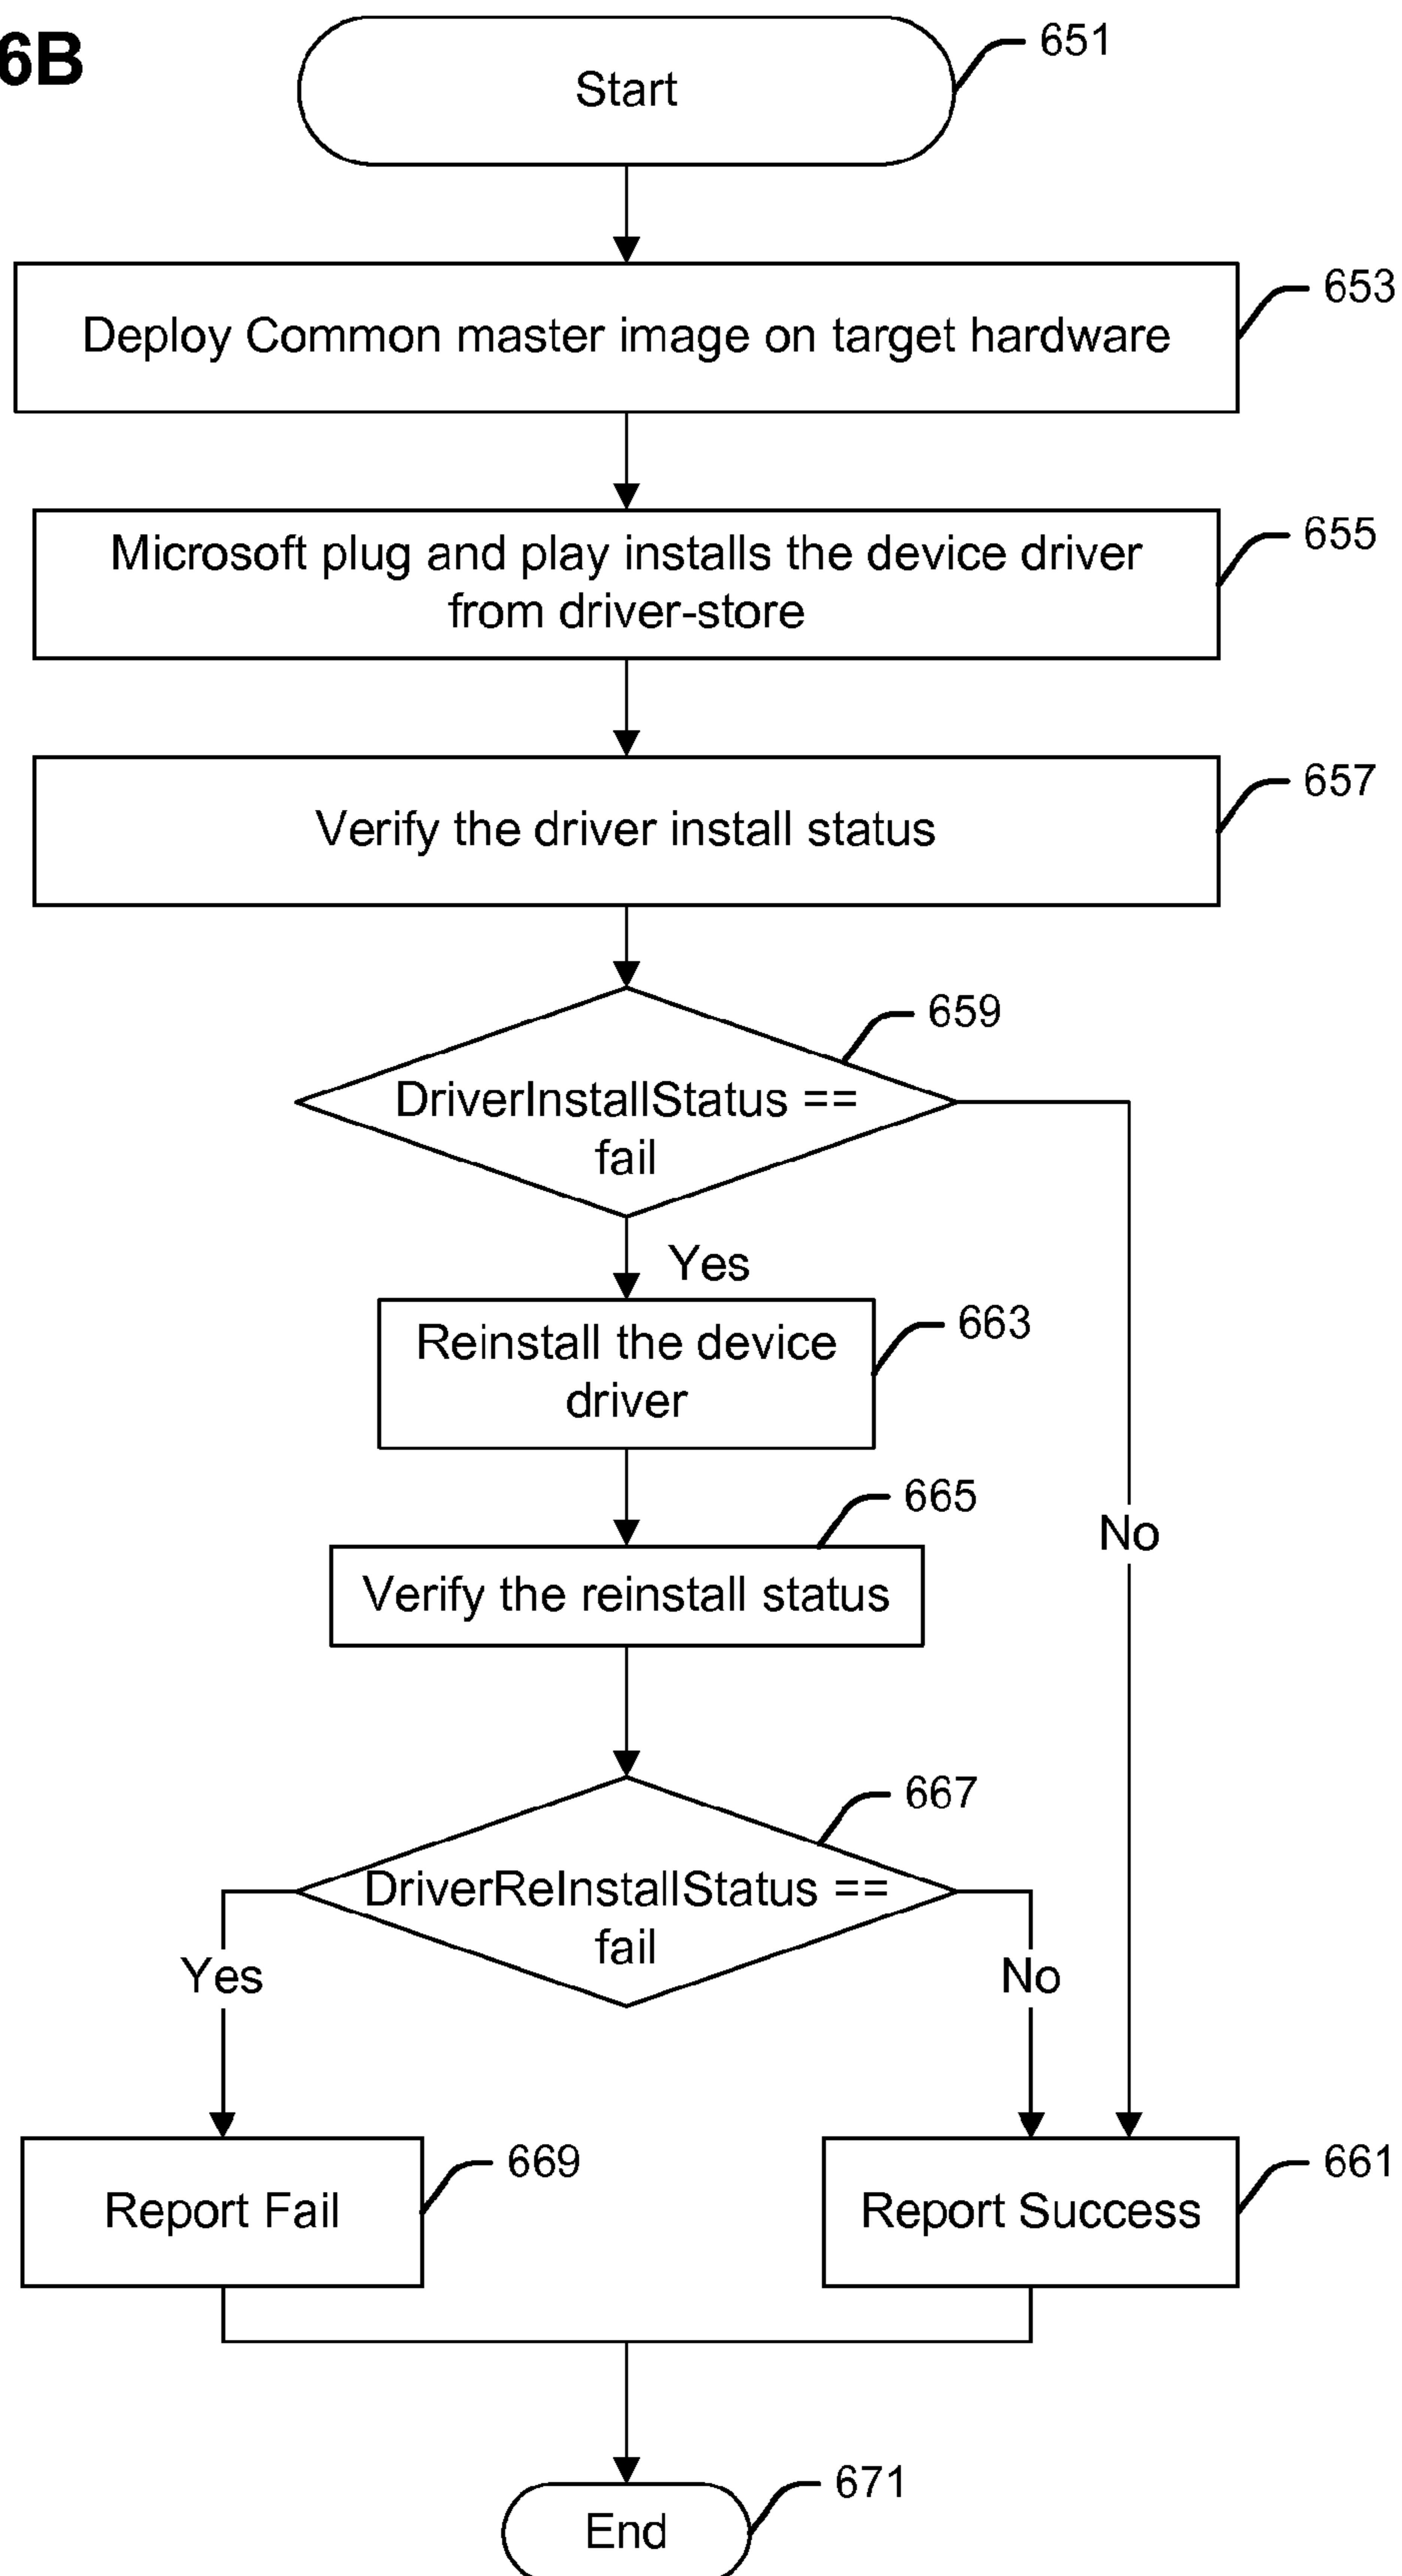 6B
Start
651
Deploy Common master image on target hardware
653
Microsoft plug and play installs the device driver
from driver-store
655
Verify the driver install status
657
659
DriverInstallStatus ==
fail
Yes
Reinstall the device
driver
663
665
No
Verify the reinstall status
667
DriverReInstallStatus ==
fail
Yes
No
Report Fail
669
Report Success
661
End
671